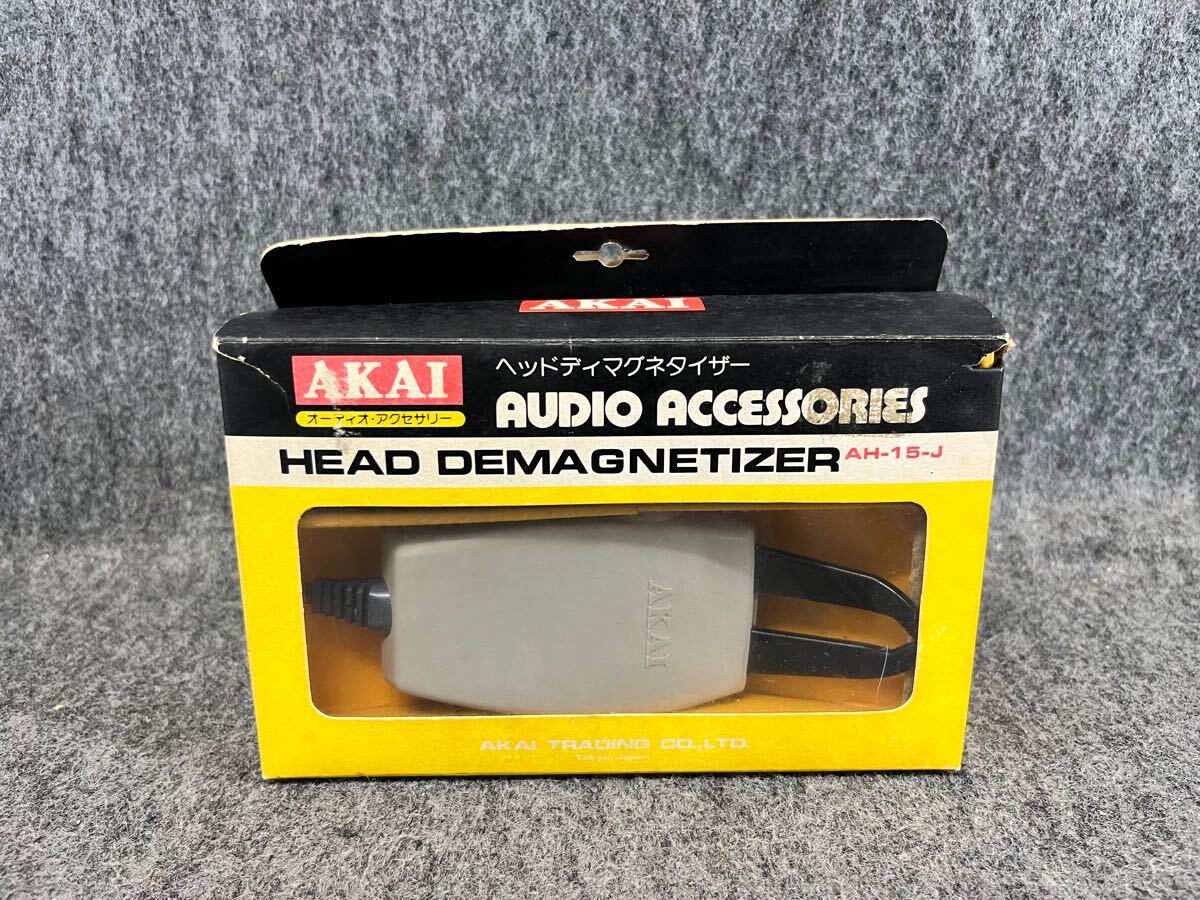 AKAI
AKAI
オーディオ・アクセサリー
ヘッドディマグネタイザー
AUDIO ACCESSORIES
HEAD DEMAGNETIZER AH-15-J
AKAI
AKAI TRADING CO.,LTD.
Tokyo, Japan